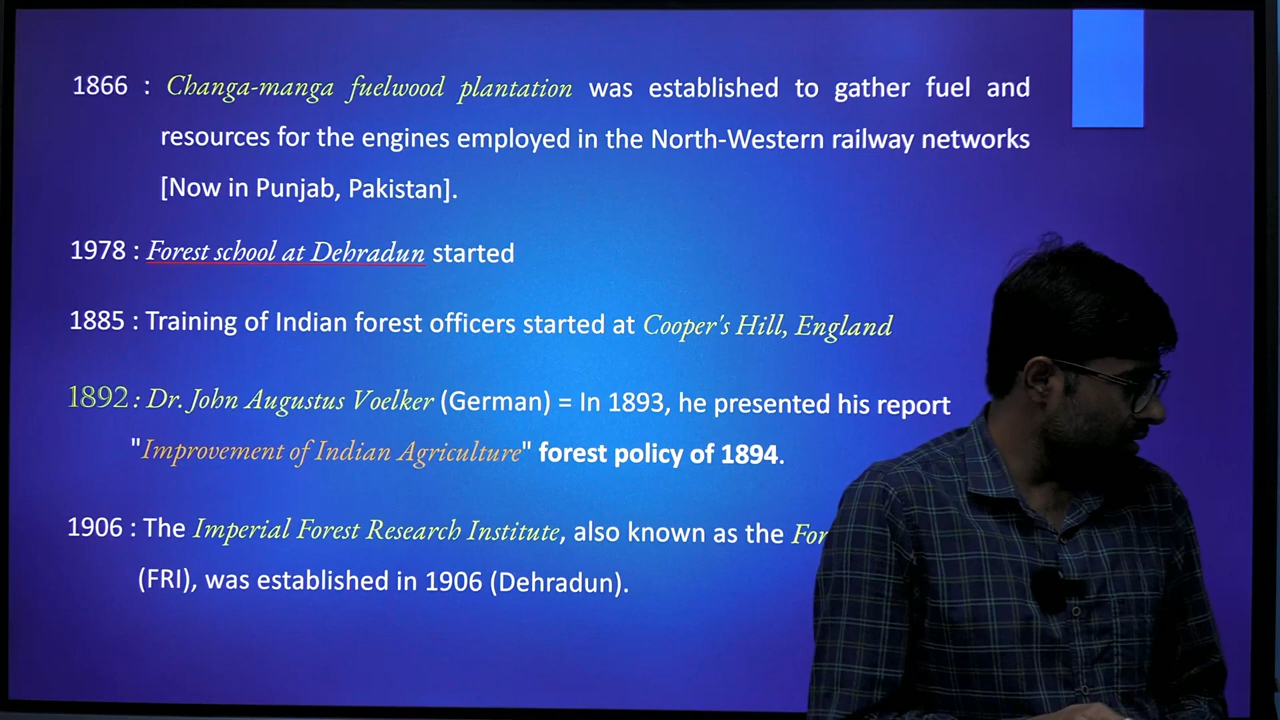 1866 : Changa-manga fuelwood plantation was established to gather fuel and
resources for the engines employed in the North-Western railway networks
[Now in Punjab, Pakistan].
1978 : Forest school at Dehradun started
1885 : Training of Indian forest officers started at Cooper's Hill, England
1892 : Dr. John Augustus Voelker (German) = In 1893, he presented his report
"Improvement of Indian Agriculture" forest policy of 1894.
1906 : The Imperial Forest Research Institute, also known as the
(FRI), was established in 1906 (Dehradun).